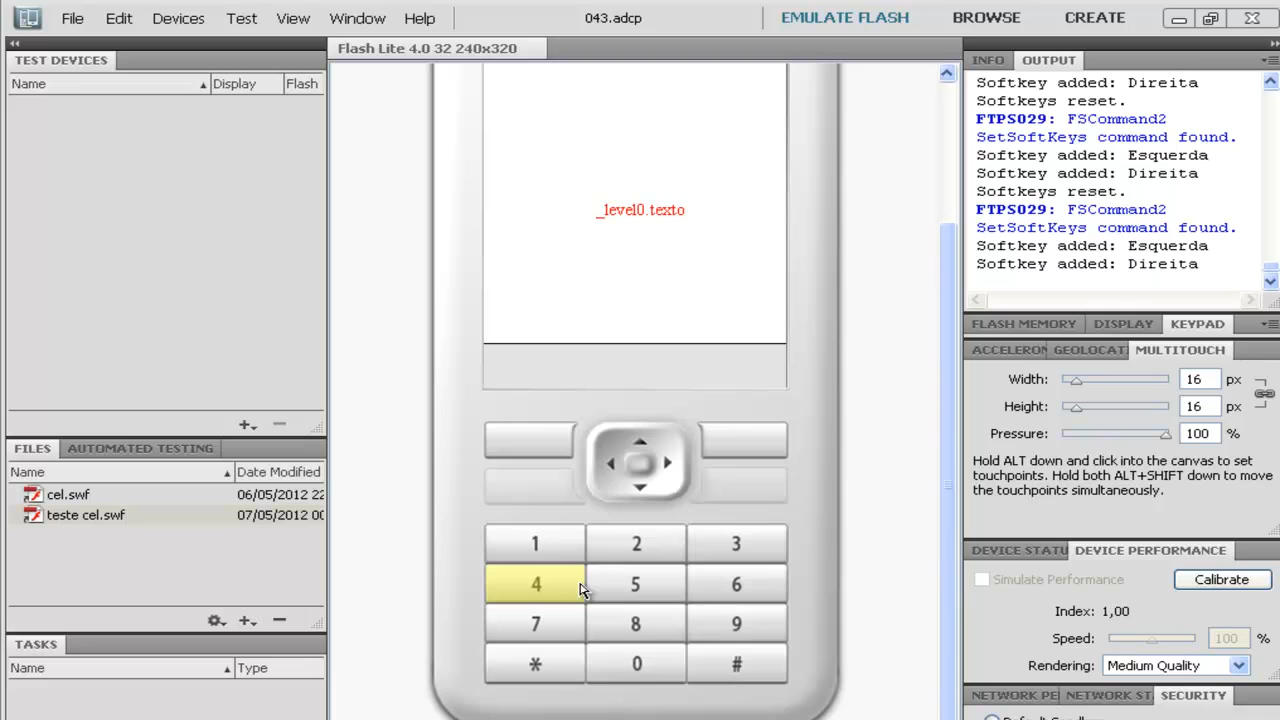 File Edit Devices Test View Window Help 043.adcp EMULATE FLASH BROWSE CREATE
TEST DEVICES
Name Display Flash
FILES AUTOMATED TESTING
Name Date Modified
cel.swf 06/05/2012 22
teste cel.swf 07/05/2012 00
TASKS
Name Type
Flash Lite 4.0 32 240x320
_level0.texto
1 2 3
4 5 6
7 8 9
* 0 #
INFO OUTPUT
Softkey added: Direita
Softkeys reset.
FTPS029: FSCommand2
SetSoftKeys command found.
Softkey added: Esquerda
Softkey added: Direita
Softkeys reset.
FTPS029: FSCommand2
SetSoftKeys command found.
Softkey added: Esquerda
Softkey added: Direita
FLASH MEMORY DISPLAY KEYPAD
ACCELERON GEOLOCAT MULTITOUCH
Width: 16 px
Height: 16 px
Pressure: 100 %
Hold ALT down and click into the canvas to set
touchpoints. Hold both ALT+SHIFT down to move
the touchpoints simultaneously.
DEVICE STATU DEVICE PERFORMANCE
Simulate Performance Calibrate
Index: 1,00
Speed: 100 %
Rendering: Medium Quality
NETWORK PE NETWORK ST SECURITY